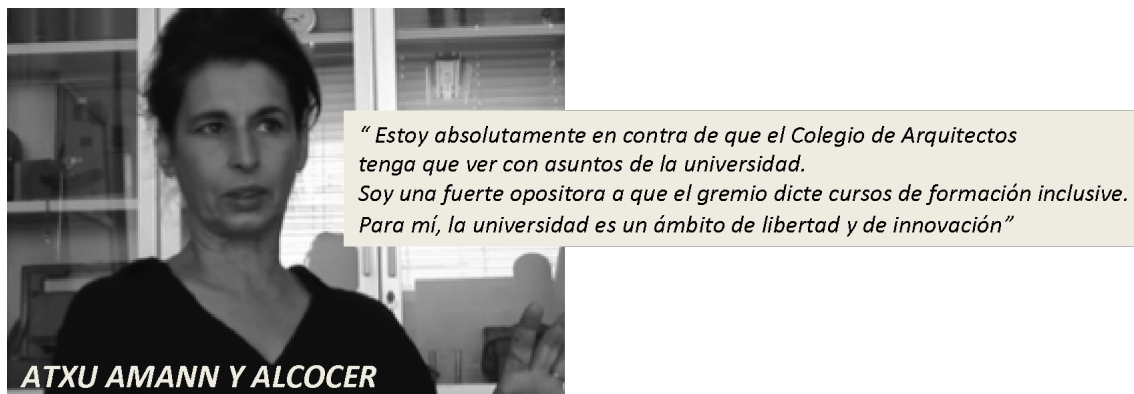 “ Estoy absolutamente en contra de que el Colegio de Arquitectos
tenga que ver con asuntos de la universidad.
Soy una fuerte opositora a que el gremio dicte cursos de formación inclusive.
Para mí, la universidad es un ámbito de libertad y de innovación”
ATXU AMANN Y ALCOCER